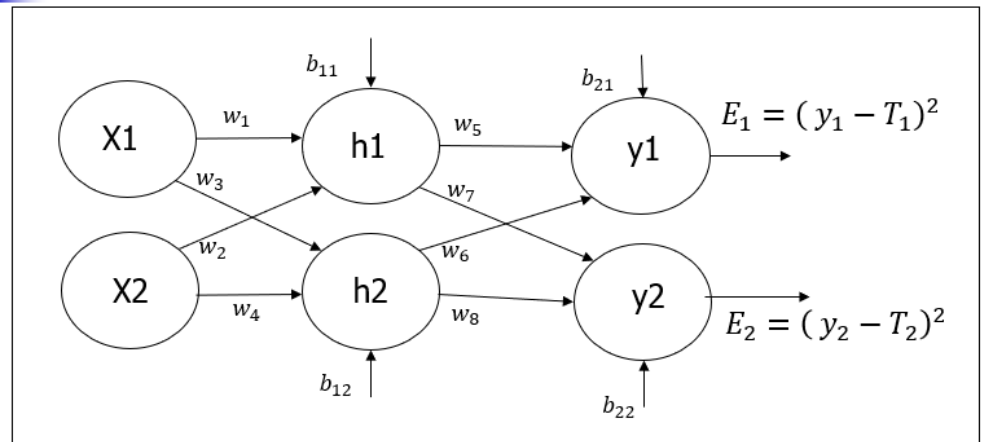 b₁₁
b₂₁
X1
w₁
h1
w₅
y1
E₁ = ( y₁ − T₁)²
w₃
w₇
w₂
w₆
X2
w₄
h2
w₈
y2
E₂ = ( y₂ − T₂)²
b₁₂
b₂₂